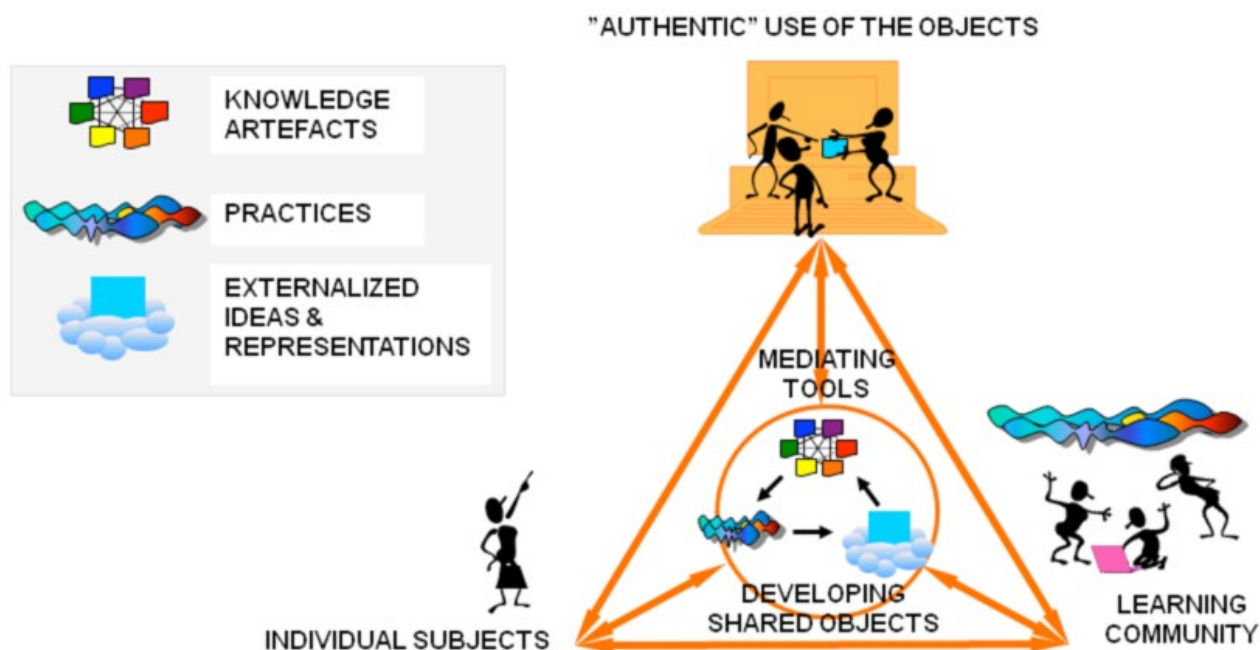 "AUTHENTIC" USE OF THE OBJECTS
KNOWLEDGE
ARTEFACTS
PRACTICES
EXTERNALIZED
IDEAS &
REPRESENTATIONS
MEDIATING
TOOLS
DEVELOPING
SHARED OBJECTS
INDIVIDUAL SUBJECTS
LEARNING
COMMUNITY